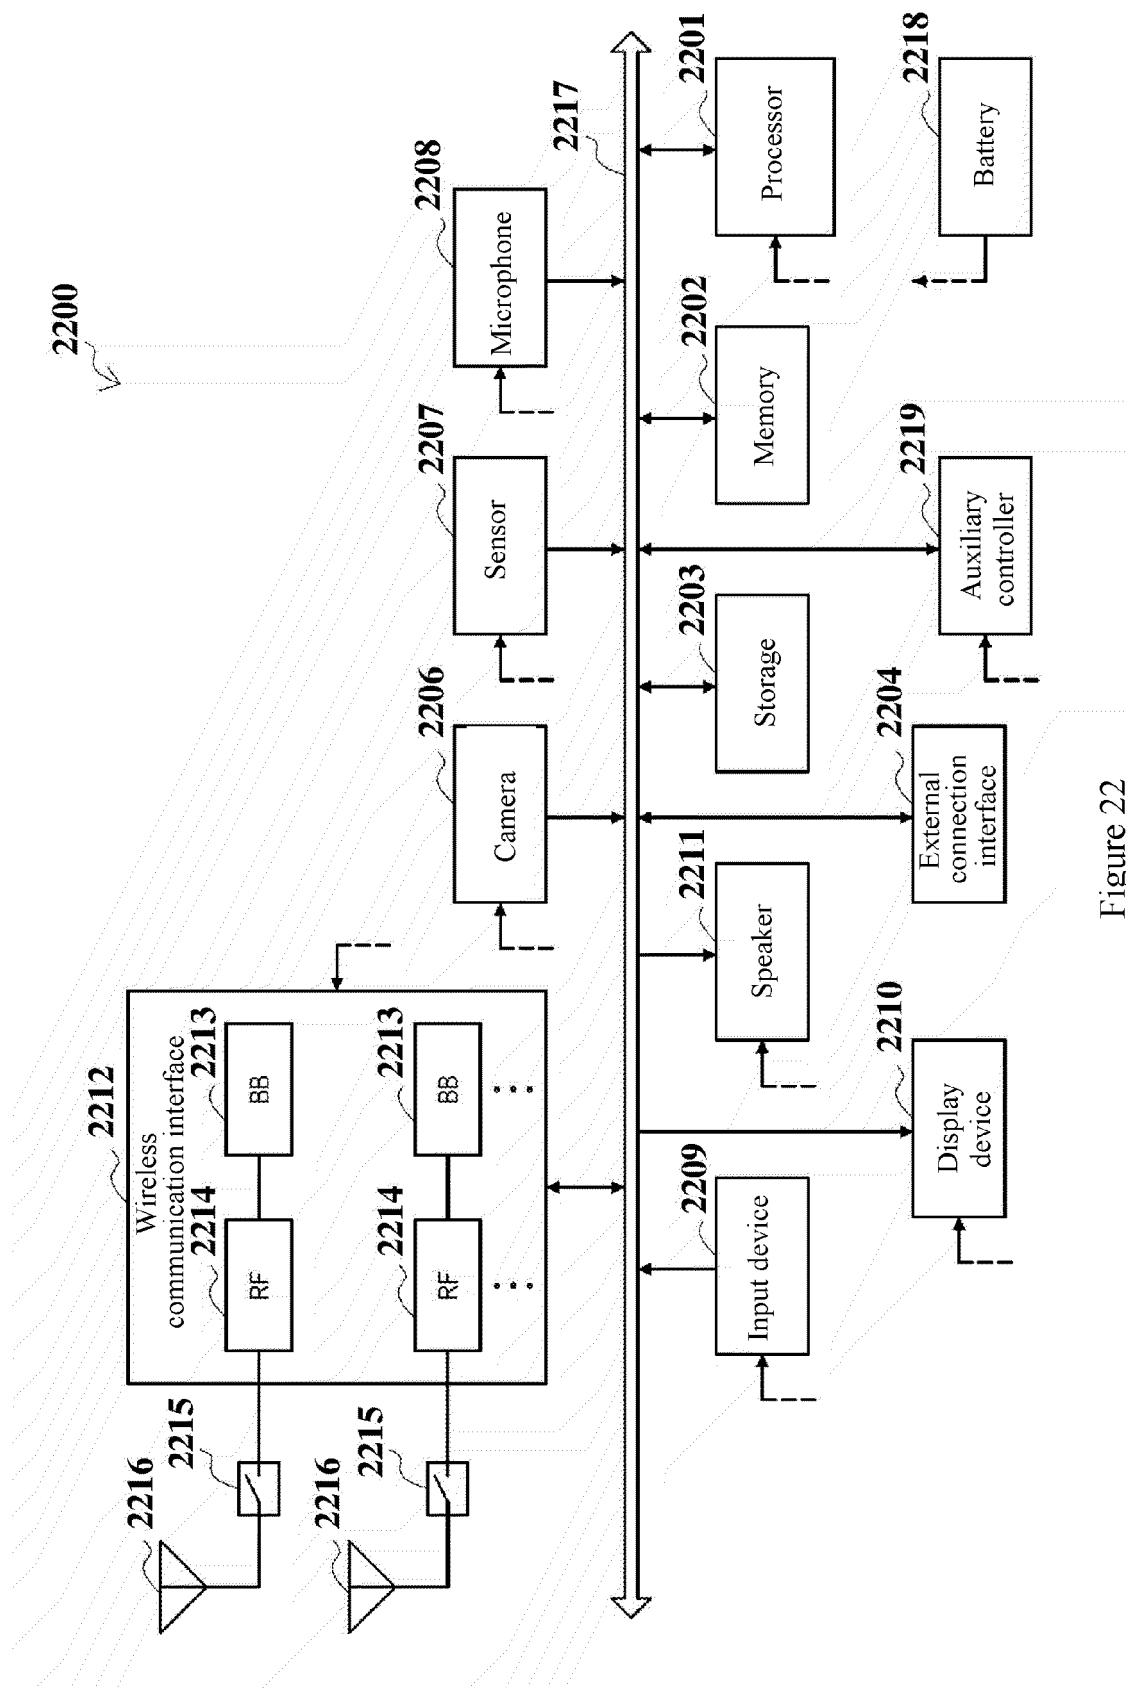 2200
2212
Wireless
communication interface
2214
2213
RF
BB
2214
2213
RF
BB
2216
2215
2216
2215
2206
Camera
2207
Sensor
2208
Microphone
2217
2209
Input device
2211
Speaker
2203
Storage
2202
Memory
2201
Processor
2210
Display
device
2204
External
connection
interface
2219
Auxiliary
controller
2218
Battery
Figure 22